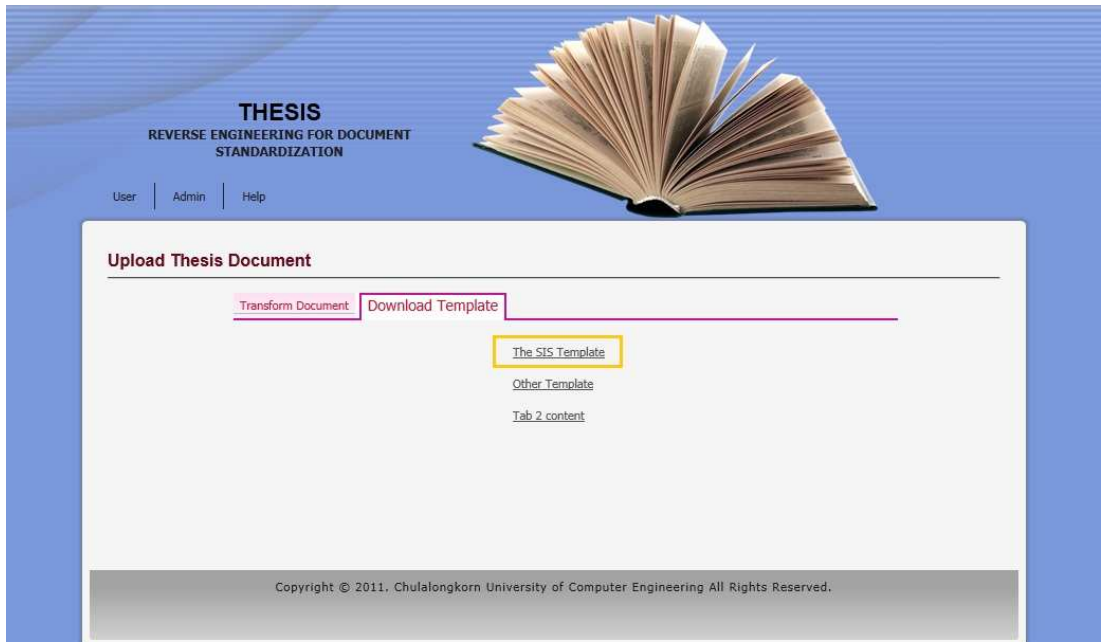 THESIS
REVERSE ENGINEERING FOR DOCUMENT
STANDARDIZATION
User Admin Help
Upload Thesis Document
Transform Document Download Template
The SIS Template
Other Template
Tab 2 content
Copyright © 2011. Chulalongkorn University of Computer Engineering All Rights Reserved.